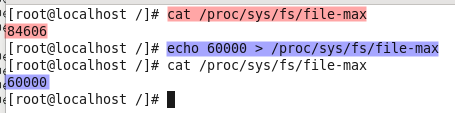 [root@localhost /]# cat /proc/sys/fs/file-max
84606
[root@localhost /]# echo 60000 > /proc/sys/fs/file-max
[root@localhost /]# cat /proc/sys/fs/file-max
60000
[root@localhost /]#